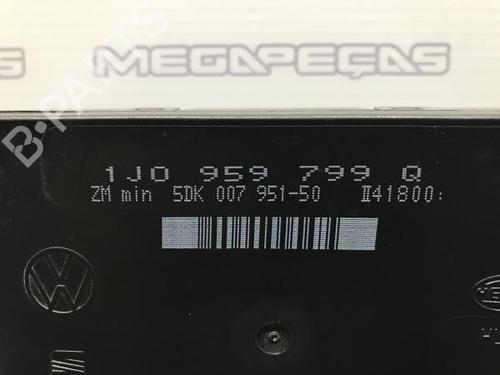 MEGAPEÇAS
B-PARTS
1J0 959 799 Q
ZM min 5DK 007 951-50 II41800: